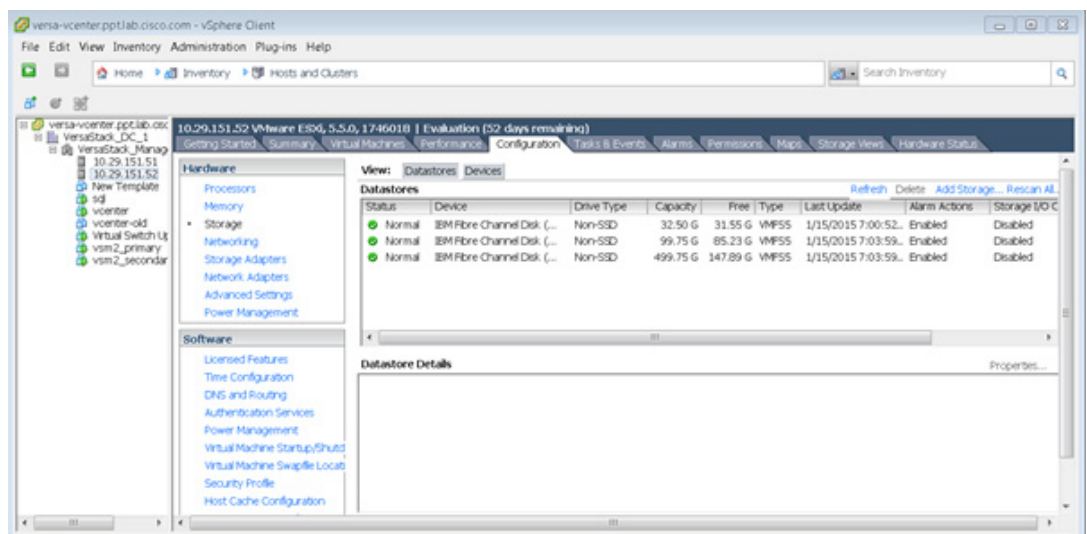 versa-vcenter.ppt.lab.cisco.com - vSphere Client
File Edit View Inventory Administration Plug-ins Help
Home Inventory Hosts and Clusters
Search Inventory
versa-vcenter.ppt.lab.cisc
VersaStack_DC_1
VersaStack_Manag
10.29.151.51
10.29.151.52
New Template
sql
vcenter
vcenter-old
Virtual Switch Up
vsm2_primary
vsm2_secondar
10.29.151.52 VMware ESXi, 5.5.0, 1746018 | Evaluation (52 days remaining)
Getting Started Summary Virtual Machines Performance Configuration Tasks & Events Alarms Permissions Maps Storage Views Hardware Status
Hardware
Processors
Memory
Storage
Networking
Storage Adapters
Network Adapters
Advanced Settings
Power Management
Software
Licensed Features
Time Configuration
DNS and Routing
Authentication Services
Power Management
Virtual Machine Startup/Shutd
Virtual Machine Swapfile Locati
Security Profile
Host Cache Configuration
View: Datastores Devices
Datastores
Refresh Delete Add Storage... Rescan All..
Status Device Drive Type Capacity Free Type Last Update Alarm Actions Storage I/O C
Normal IBM Fibre Channel Disk (... Non-SSD 32.50 G 31.55 G VMFS5 1/15/2015 7:00:52... Enabled Disabled
Normal IBM Fibre Channel Disk (... Non-SSD 99.75 G 85.23 G VMFS5 1/15/2015 7:03:59... Enabled Disabled
Normal IBM Fibre Channel Disk (... Non-SSD 499.75 G 147.89 G VMFS5 1/15/2015 7:03:59... Enabled Disabled
Datastore Details
Properties...